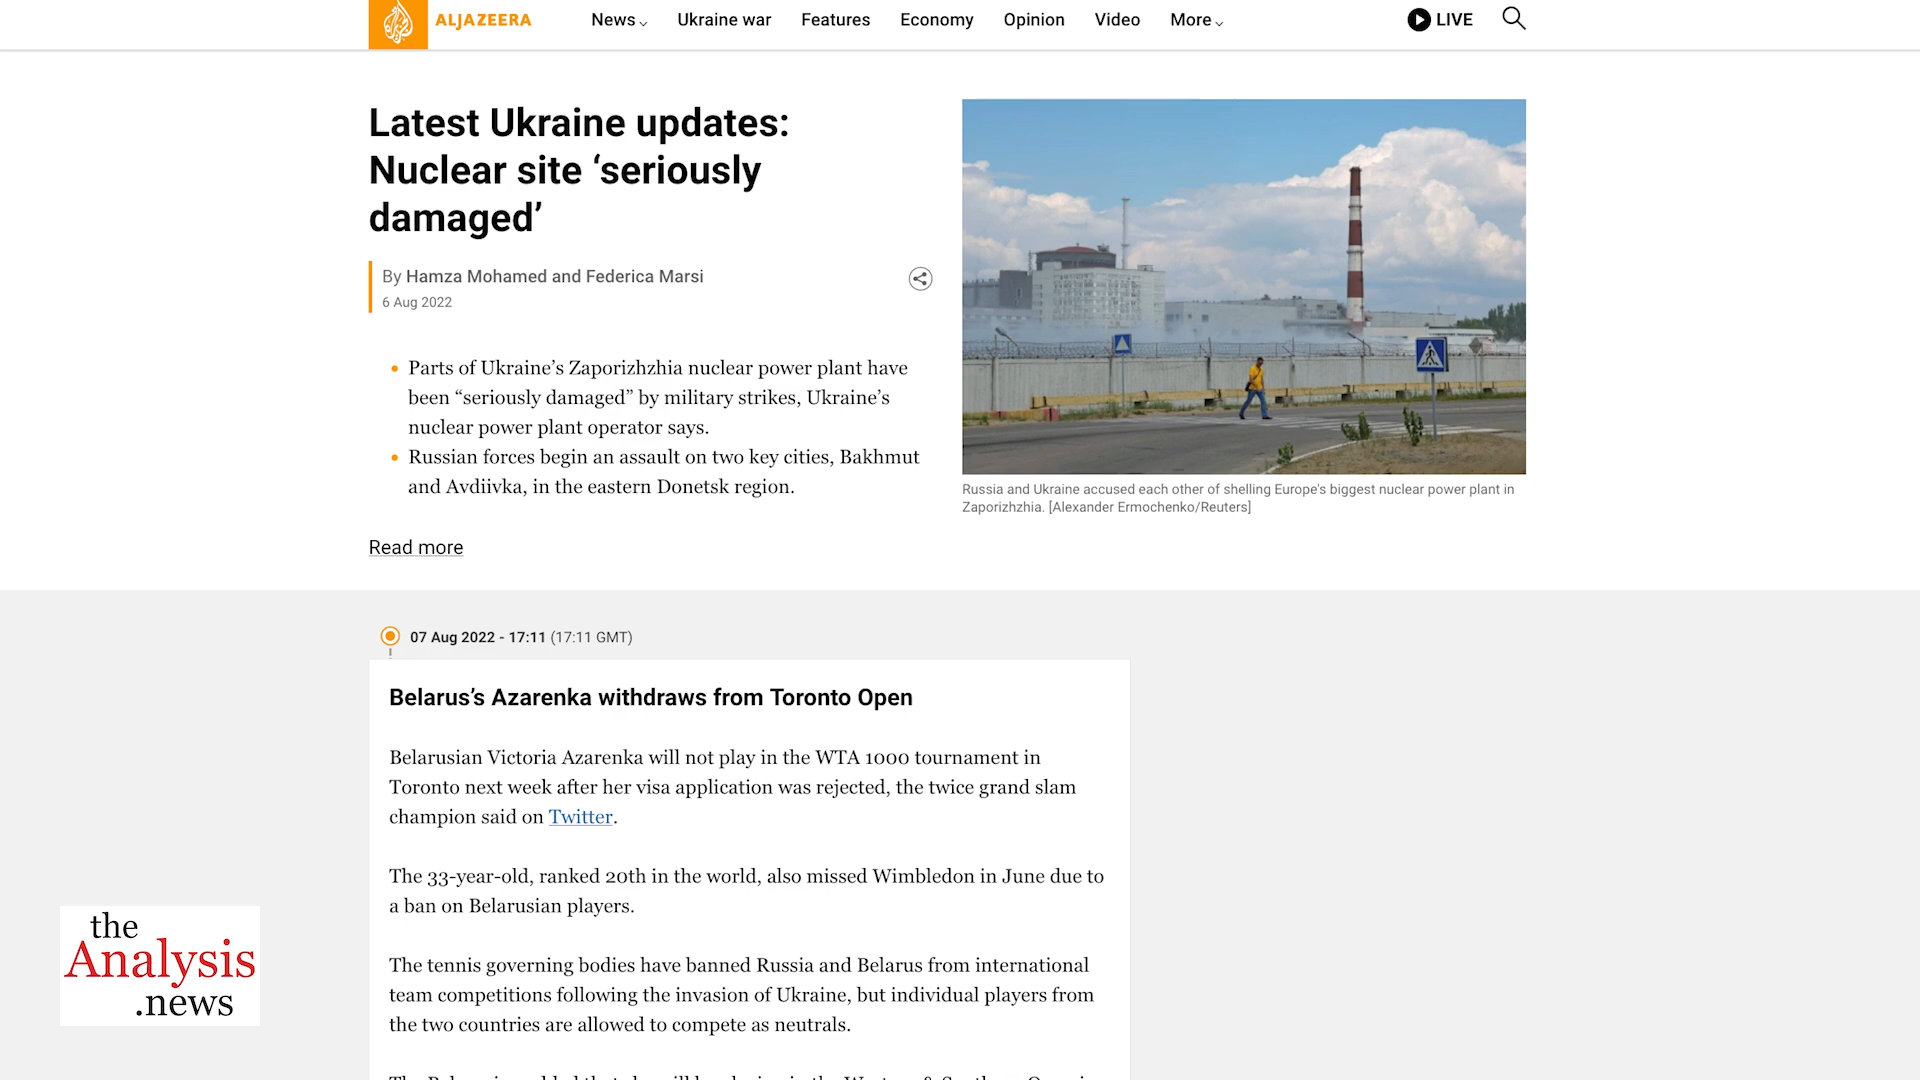 ALJAZEERA
News
Ukraine war
Features
Economy
Opinion
Video
More
LIVE
Latest Ukraine updates:
Nuclear site ‘seriously
damaged’
By Hamza Mohamed and Federica Marsi
6 Aug 2022
Parts of Ukraine’s Zaporizhzhia nuclear power plant have
been “seriously damaged” by military strikes, Ukraine’s
nuclear power plant operator says.
Russian forces begin an assault on two key cities, Bakhmut
and Avdiivka, in the eastern Donetsk region.
Read more
Russia and Ukraine accused each other of shelling Europe's biggest nuclear power plant in
Zaporizhzhia. [Alexander Ermochenko/Reuters]
07 Aug 2022 - 17:11 (17:11 GMT)
Belarus’s Azarenka withdraws from Toronto Open
Belarusian Victoria Azarenka will not play in the WTA 1000 tournament in
Toronto next week after her visa application was rejected, the twice grand slam
champion said on Twitter.
The 33-year-old, ranked 20th in the world, also missed Wimbledon in June due to
a ban on Belarusian players.
The tennis governing bodies have banned Russia and Belarus from international
team competitions following the invasion of Ukraine, but individual players from
the two countries are allowed to compete as neutrals.
the
Analysis
.news